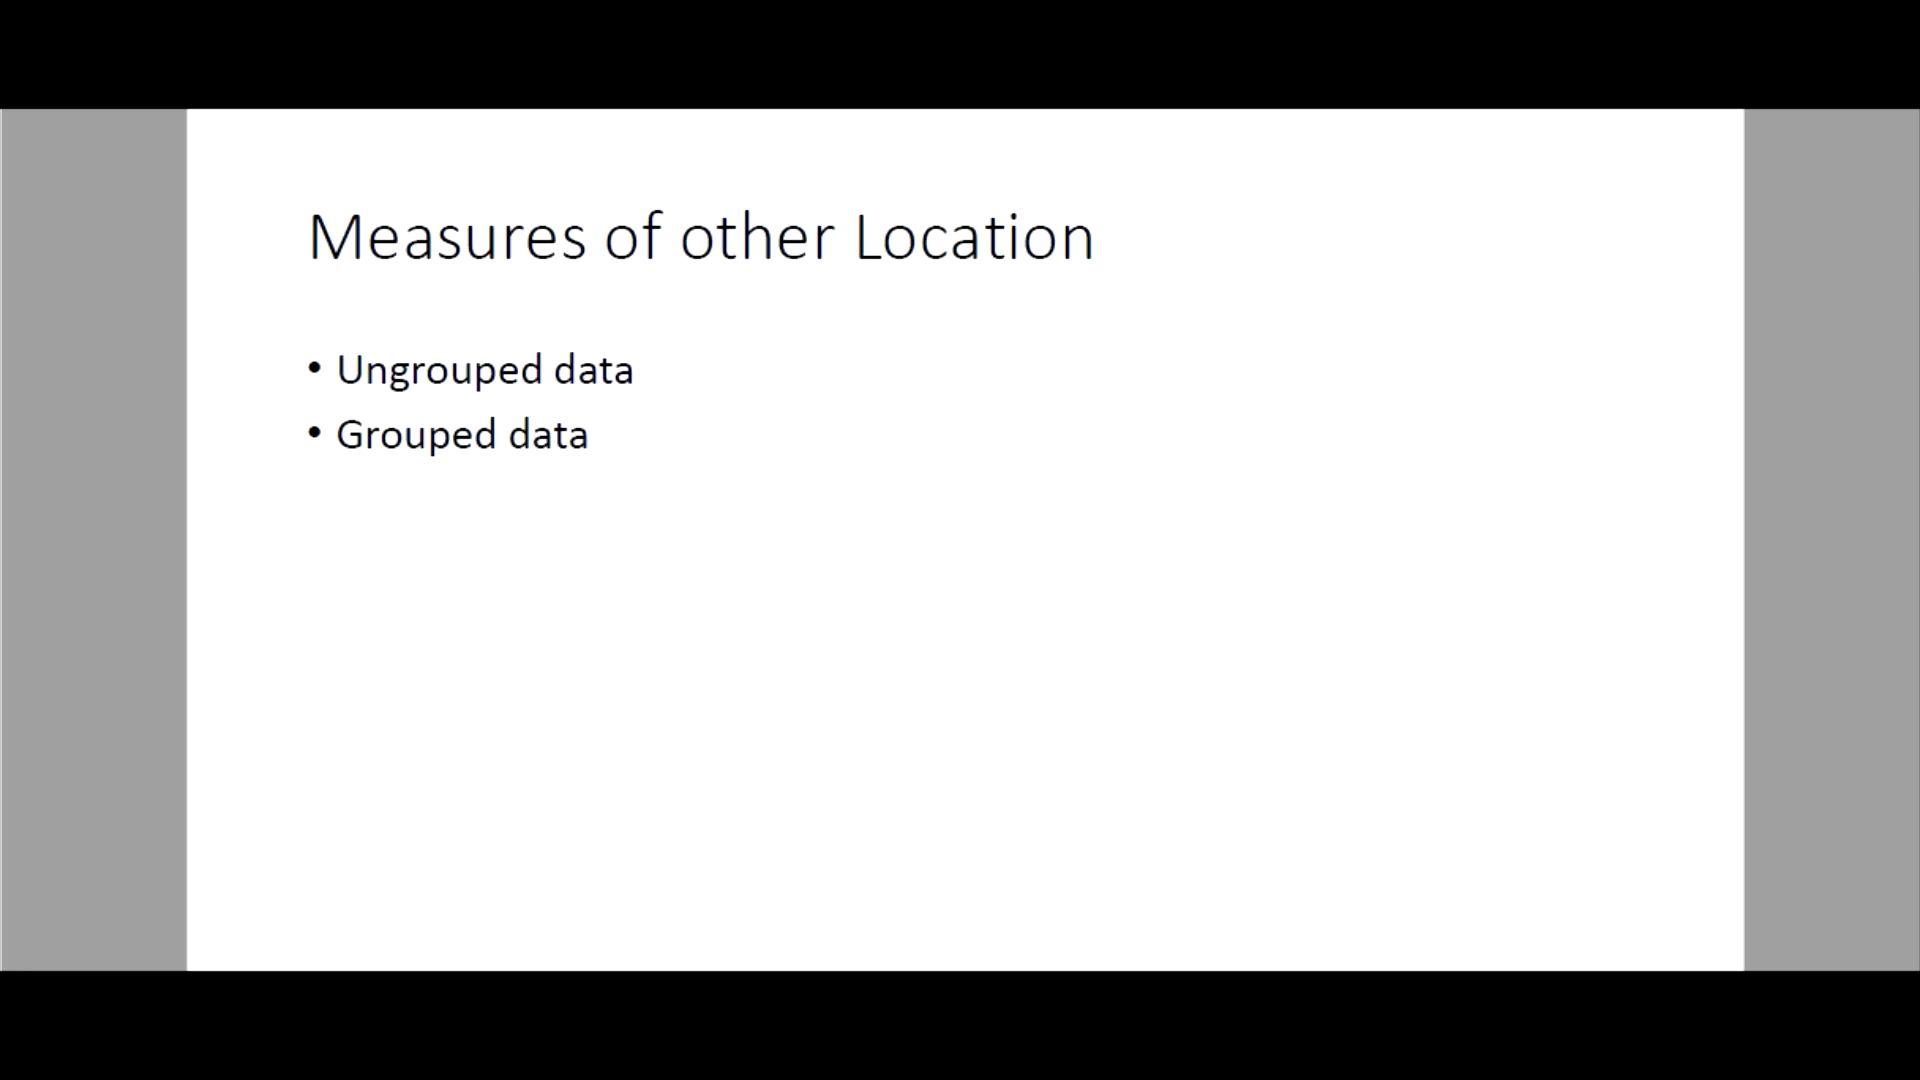 Measures of other Location
• Ungrouped data
• Grouped data